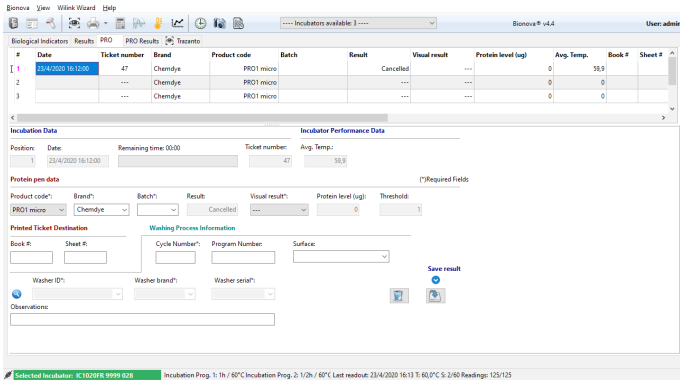 Bionova View Wilink Wizard Help
---- Incubators available: 3 ---- Bionova® v4.4 User: admin
Biological Indicators Results PRO PRO Results Trazanto
# Date Ticket number Brand Product code Batch Result Visual result Protein level (ug) Avg. Temp. Book # Sheet #
1 23/4/2020 16:12:00 47 Chemdye PRO1 micro Cancelled --- 0 59,9
2 --- Chemdye PRO1 micro --- --- 0 0
3 --- Chemdye PRO1 micro --- --- 0 0
Incubation Data Incubator Performance Data
Position: Date: Remaining time: 00:00 Ticket number: Avg. Temp.:
1 23/4/2020 16:12:00 47 59,9
Protein pen data (*)Required Fields
Product code*: Brand*: Batch*: Result: Visual result*: Protein level (ug): Threshold:
PRO1 micro Chemdye Cancelled --- 0 1
Printed Ticket Destination Washing Process Information
Book #: Sheet #: Cycle Number*: Program Number: Surface:
Save result
Washer ID*: Washer brand*: Washer serial*:
Observations:
Selected Incubator: IC1020FR 9999 028 Incubation Prog. 1: 1h / 60°C Incubation Prog. 2: 1/2h / 60°C Last readout: 23/4/2020 16:13 T: 60,0°C S: 2/60 Readings: 125/125